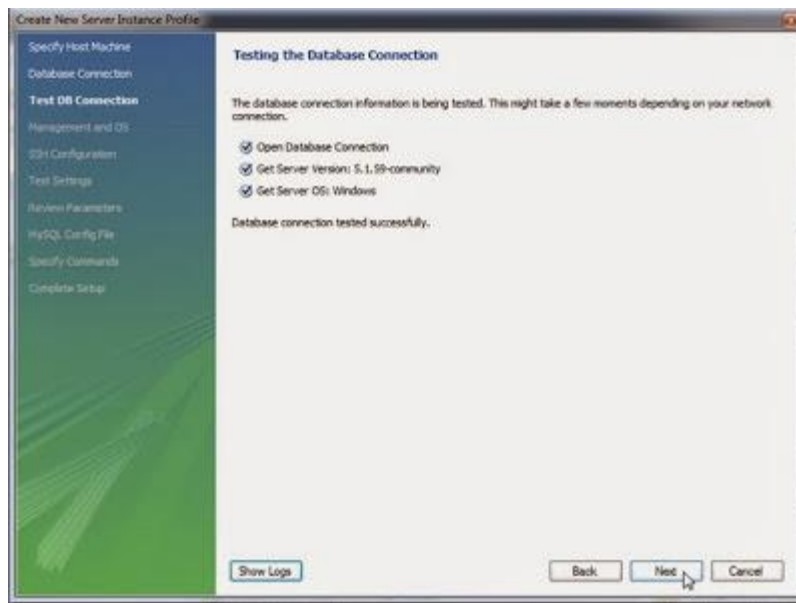 Create New Server Instance Profile
Specify Host Machine
Database Connection
Test DB Connection
Management and OS
SSH Configuration
Test Settings
Review Parameters
MySQL Config File
Specify Commands
Complete Setup
Testing the Database Connection
The database connection information is being tested. This might take a few moments depending on your network
connection.
Open Database Connection
Get Server Version: 5.1.59-community
Get Server OS: Windows
Database connection tested successfully.
Show Logs
Back
Next
Cancel